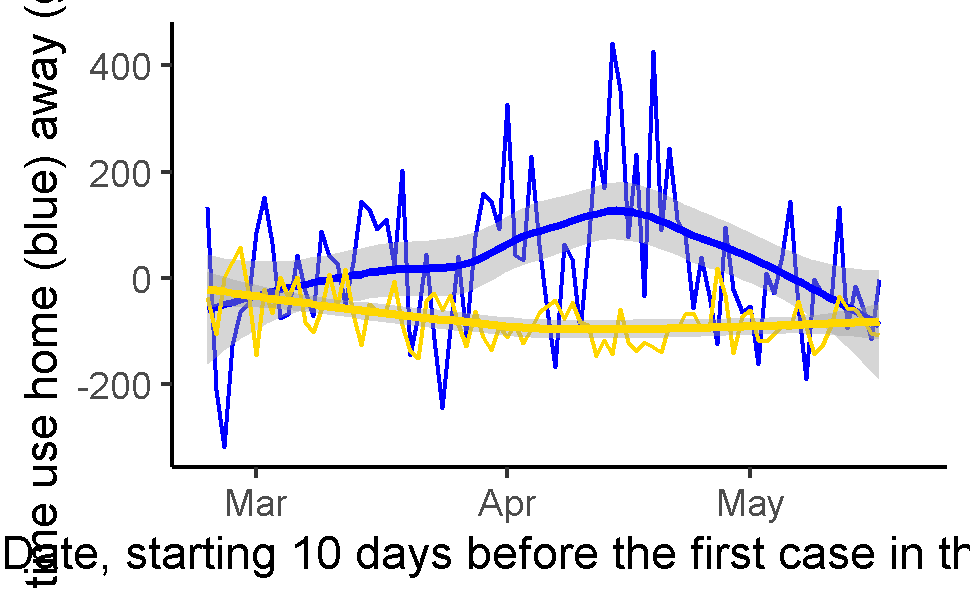 time use home (blue) away (
400
200
0
-200
Mar Apr May
Date, starting 10 days before the first case in th